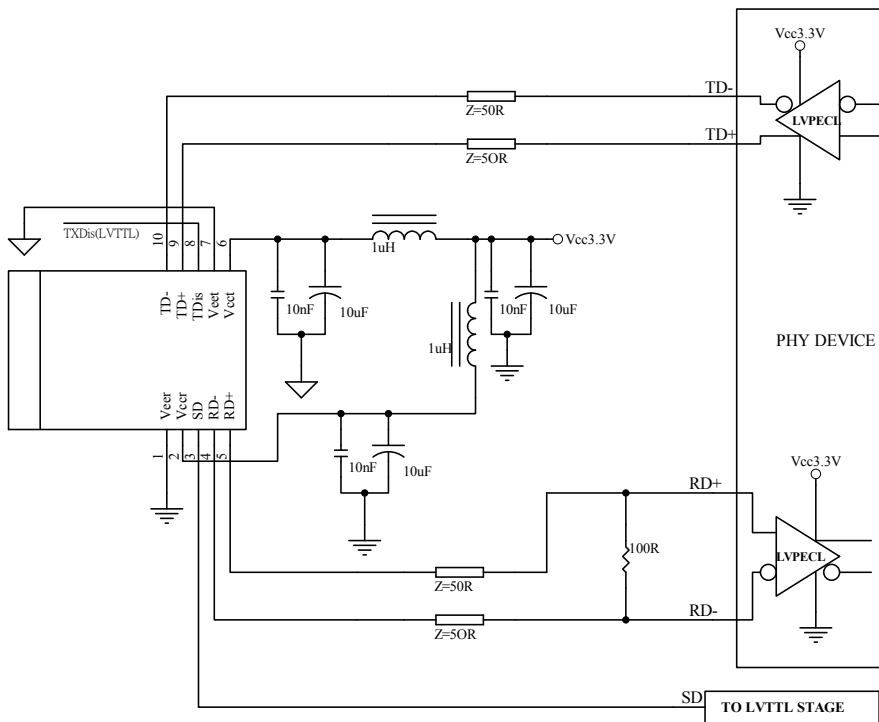 Vcc3.3V
TD-
LVPECL
Z=50R
TD+
Z=5OR
TXDis(LVTTL)
10
9
8
7
6
1uH
Vcc3.3V
TD-
TD+
TDis
Veet
Vcct
10nF
10uF
10nF
10uF
1uH
PHY DEVICE
Veer
Vccr
SD
RD-
RD+
1
2
3
4
5
10nF
10uF
Vcc3.3V
RD+
100R
LVPECL
Z=50R
RD-
Z=5OR
SD
TO LVTTL STAGE